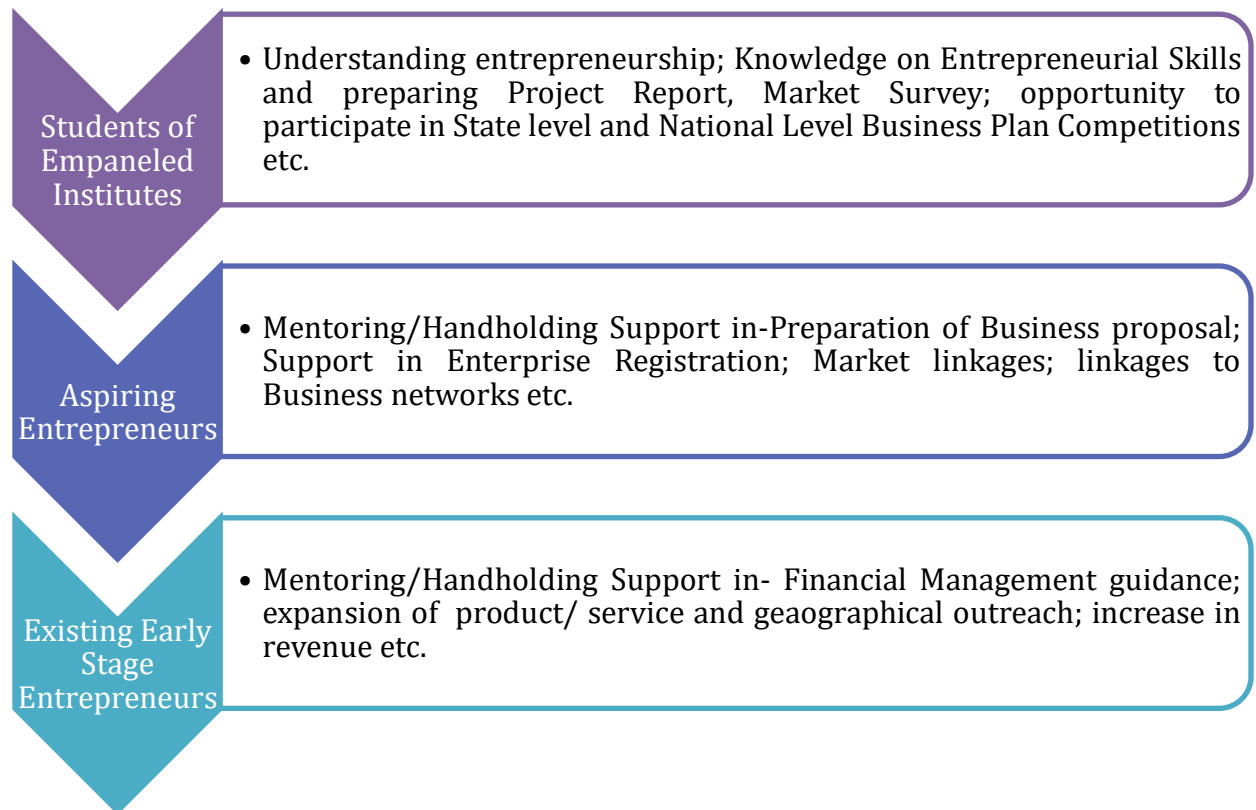 Students of
Empaneled
Institutes
• Understanding entrepreneurship; Knowledge on Entrepreneurial Skills
and preparing Project Report, Market Survey; opportunity to
participate in State level and National Level Business Plan Competitions
etc.
Aspiring
Entrepreneurs
• Mentoring/Handholding Support in-Preparation of Business proposal;
Support in Enterprise Registration; Market linkages; linkages to
Business networks etc.
Existing Early
Stage
Entrepreneurs
• Mentoring/Handholding Support in- Financial Management guidance;
expansion of product/ service and geaographical outreach; increase in
revenue etc.